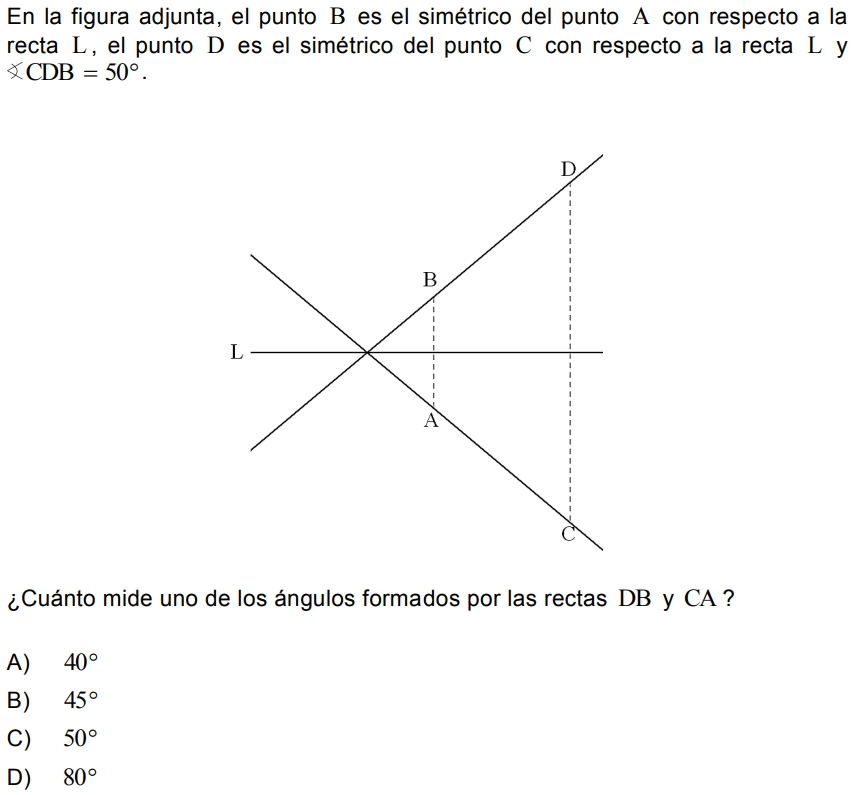 En la figura adjunta, el punto B es el simétrico del punto A con respecto a la
recta L, el punto D es el simétrico del punto C con respecto a la recta L y
∢CDB = 50°.
D
B
L
A
C
¿Cuánto mide uno de los ángulos formados por las rectas DB y CA?
A) 40°
B) 45°
C) 50°
D) 80°